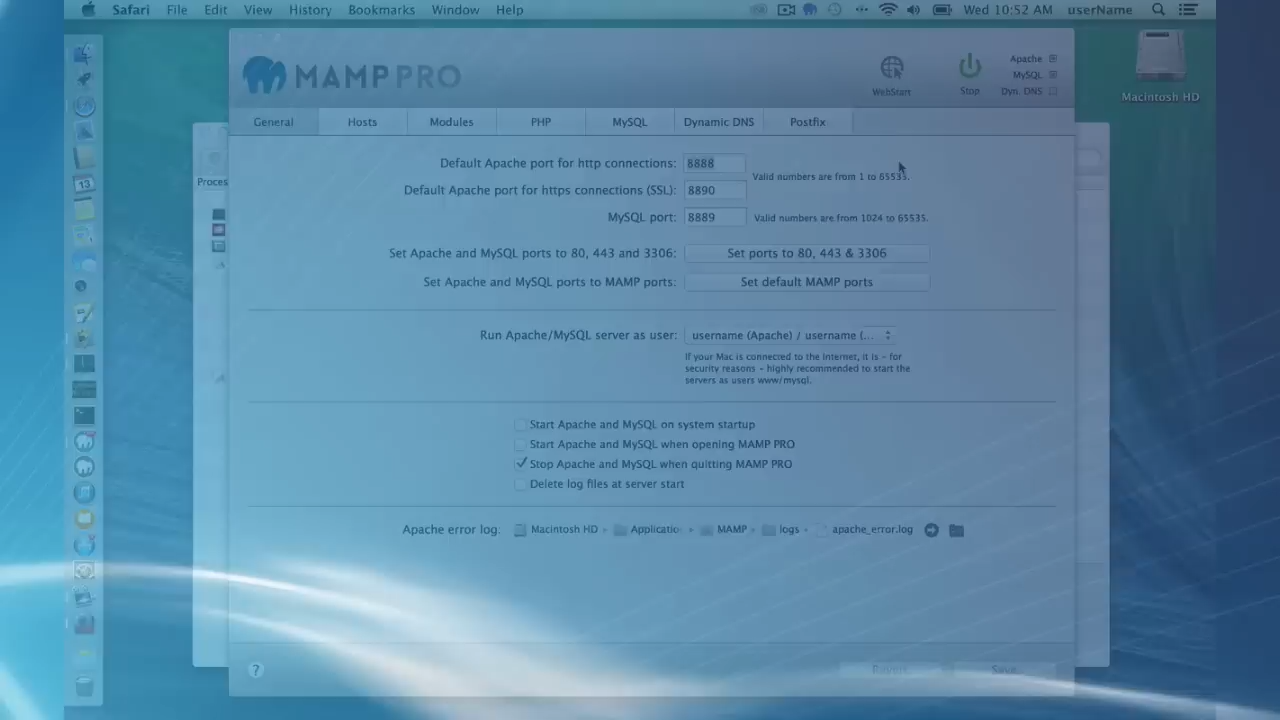 Safari File Edit View History Bookmarks Window Help Wed 10:52 AM userName
MAMP PRO
WebStart
Stop
Apache
MySQL
Dyn. DNS
Macintosh HD
General Hosts Modules PHP MySQL Dynamic DNS Postfix
Default Apache port for http connections: 8888
Valid numbers are from 1 to 65535.
Default Apache port for https connections (SSL): 8890
MySQL port: 8889 Valid numbers are from 1024 to 65535.
Set Apache and MySQL ports to 80, 443 and 3306: Set ports to 80, 443 & 3306
Set Apache and MySQL ports to MAMP ports: Set default MAMP ports
Run Apache/MySQL server as user: username (Apache) / username (...
If your Mac is connected to the internet, it is - for
security reasons - highly recommended to start the
servers as users www/mysql.
Start Apache and MySQL on system startup
Start Apache and MySQL when opening MAMP PRO
Stop Apache and MySQL when quitting MAMP PRO
Delete log files at server start
Apache error log: Macintosh HD Applicatio MAMP logs apache_error.log
? Revert Save
Proces
13